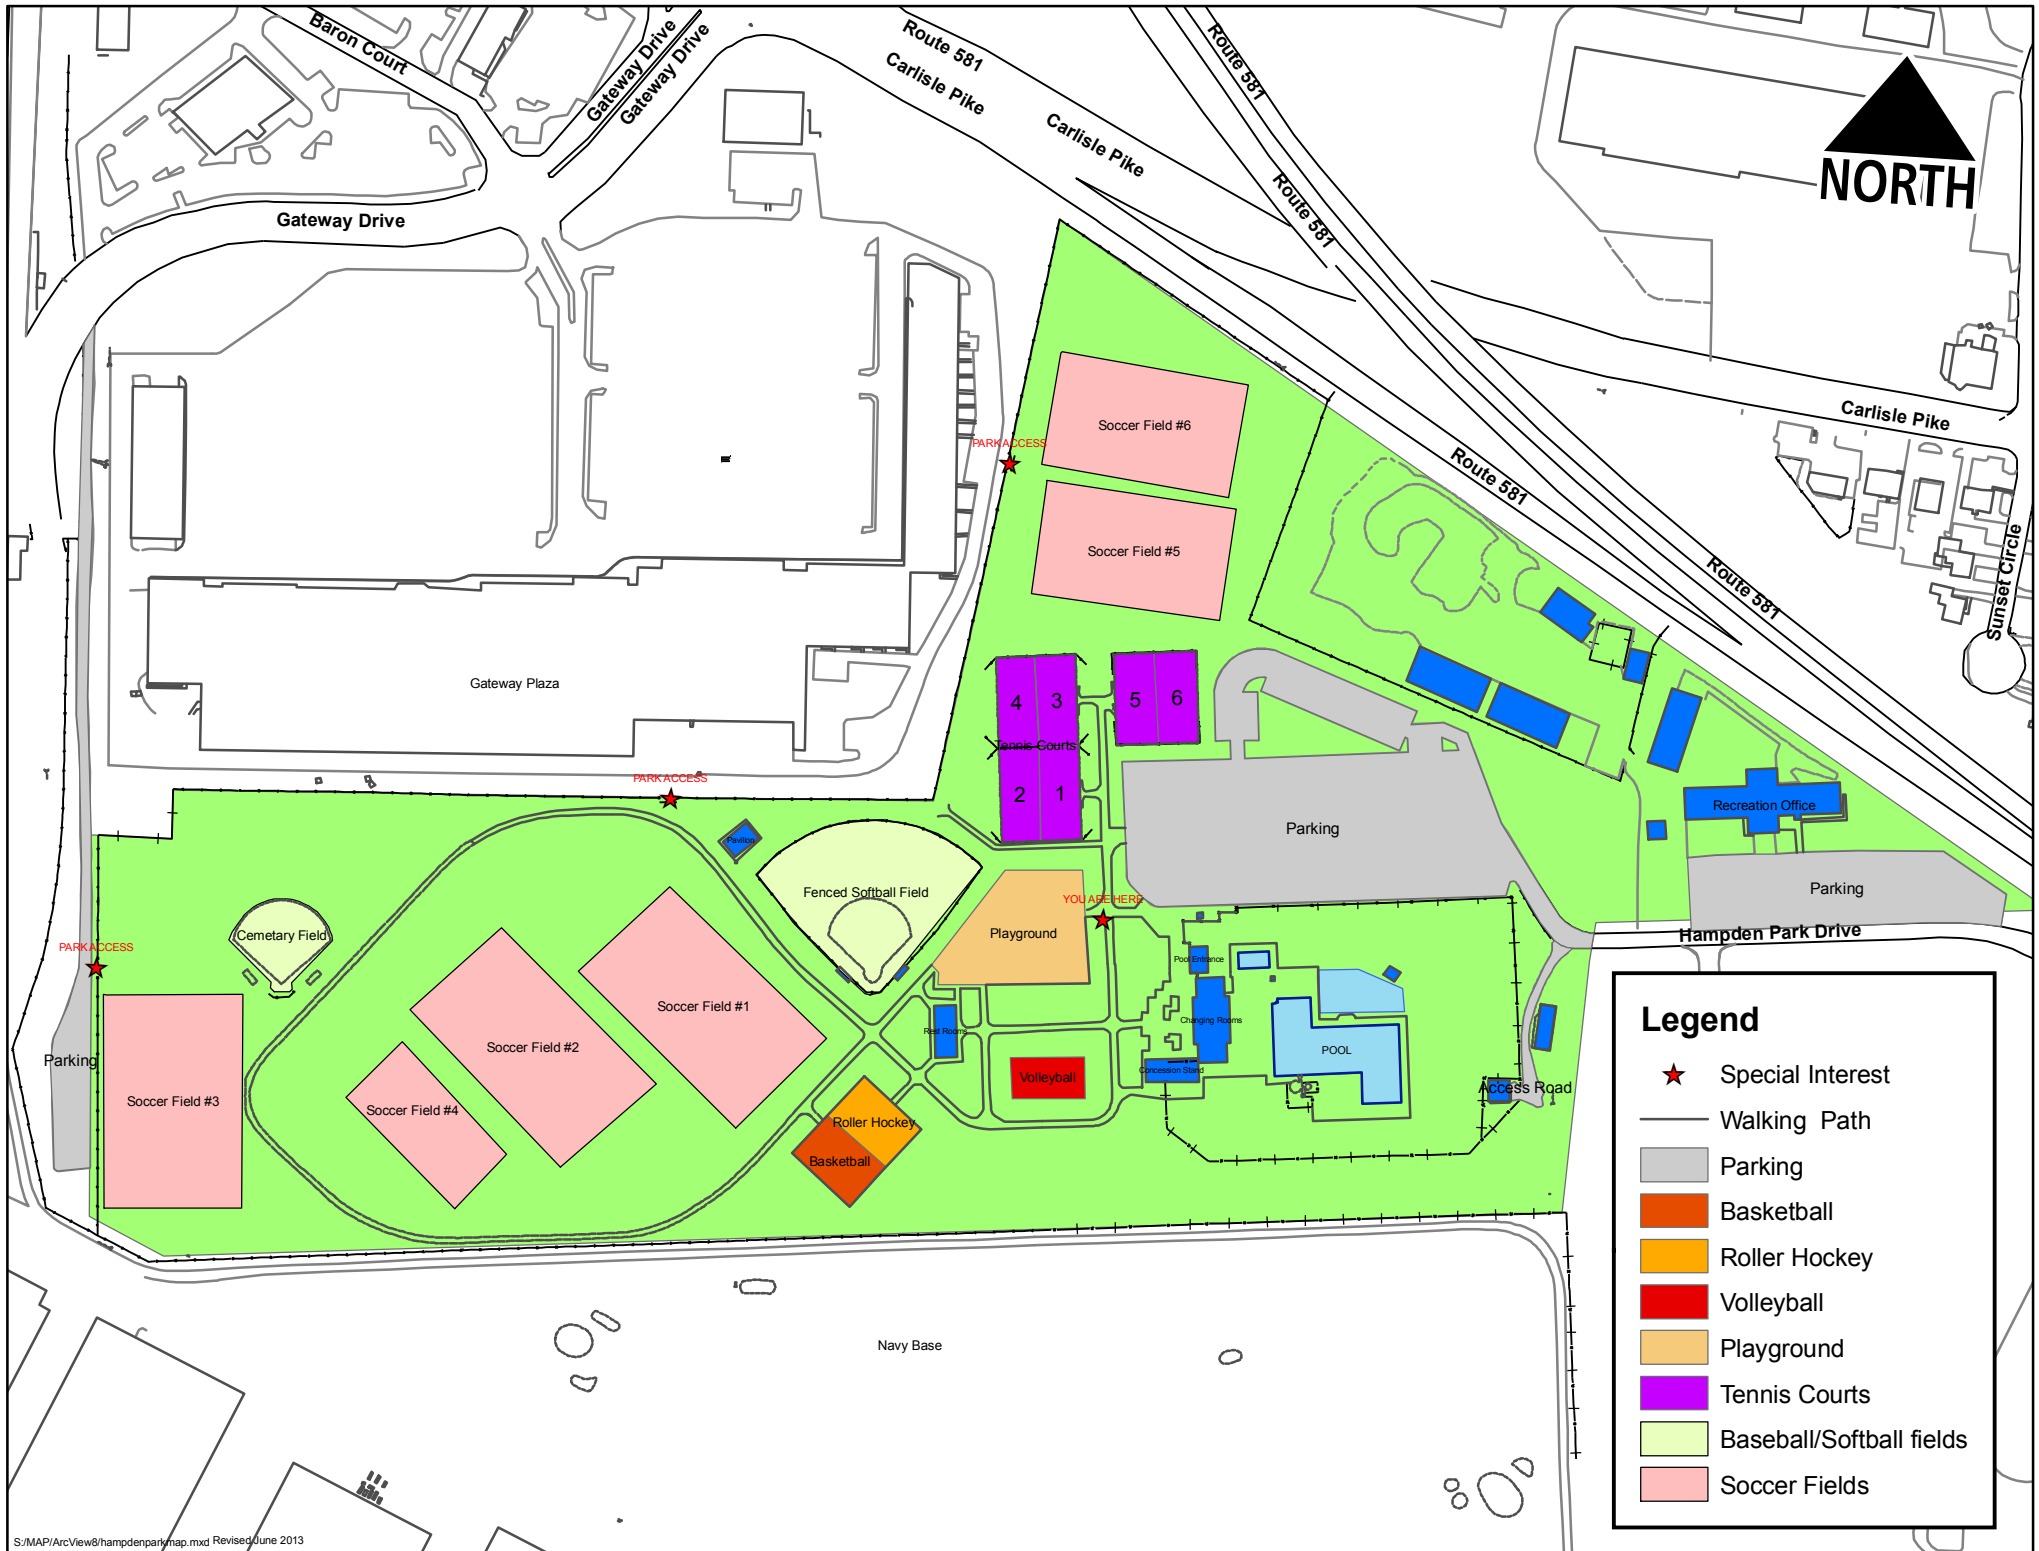 Baron Court
Gateway Drive
Gateway Drive
Route 581
Carlisle Pike
Carlisle Pike
Route 581
Route 581
NORTH
Gateway Drive
Carlisle Pike
Route 581
Route 581
Sunset Circle
Soccer Field #6
PARK ACCESS
Soccer Field #5
Gateway Plaza
4
3
5
6
Tennis Courts
2
1
PARK ACCESS
Parking
Recreation Office
Parking
Pavilion
Fenced Softball Field
YOU ARE HERE
Cemetary Field
PARK ACCESS
Playground
Hampden Park Drive
Pool Entrance
Soccer Field #1
Changing Rooms
Rest Rooms
Soccer Field #2
POOL
Parking
Concession Stand
Volleyball
Access Road
Soccer Field #3
Soccer Field #4
Roller Hockey
Basketball
Navy Base
Legend
Special Interest
Walking Path
Parking
Basketball
Roller Hockey
Volleyball
Playground
Tennis Courts
Baseball/Softball fields
Soccer Fields
S:/MAP/ArcView8/hampdenparkmap.mxd Revised June 2013